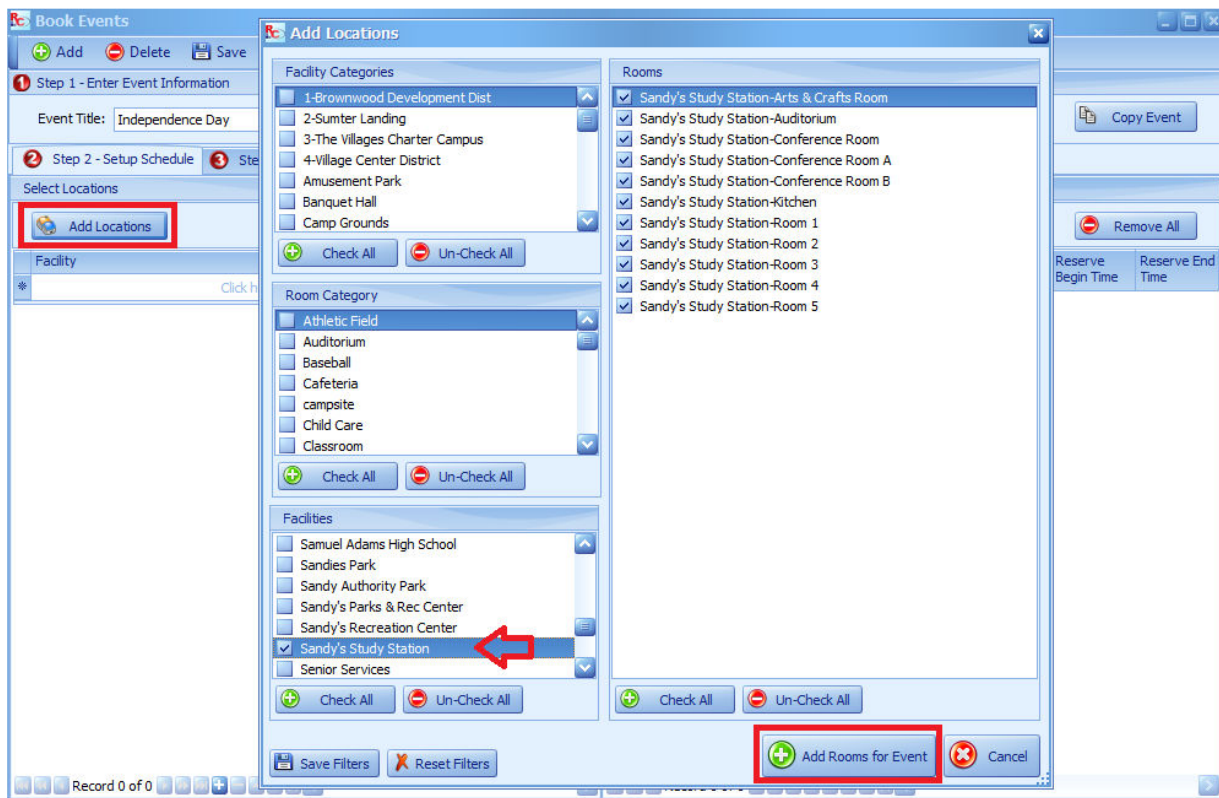 Book Events
Add Delete Save
Step 1 - Enter Event Information
Event Title: Independence Day
Copy Event
2 Step 2 - Setup Schedule 3 Ste
Select Locations
Add Locations
Remove All
Facility
Reserve Begin Time
Reserve End Time
Click h
Record 0 of 0
Add Locations
Facility Categories
1-Brownwood Development Dist
2-Sumter Landing
3-The Villages Charter Campus
4-Village Center District
Amusement Park
Banquet Hall
Camp Grounds
Check All Un-Check All
Room Category
Athletic Field
Auditorium
Baseball
Cafeteria
campsite
Child Care
Classroom
Check All Un-Check All
Facilities
Samuel Adams High School
Sandies Park
Sandy Authority Park
Sandy's Parks & Rec Center
Sandy's Recreation Center
Sandy's Study Station
Senior Services
Check All Un-Check All
Save Filters Reset Filters
Rooms
Sandy's Study Station-Arts & Crafts Room
Sandy's Study Station-Auditorium
Sandy's Study Station-Conference Room
Sandy's Study Station-Conference Room A
Sandy's Study Station-Conference Room B
Sandy's Study Station-Kitchen
Sandy's Study Station-Room 1
Sandy's Study Station-Room 2
Sandy's Study Station-Room 3
Sandy's Study Station-Room 4
Sandy's Study Station-Room 5
Check All Un-Check All
Add Rooms for Event Cancel